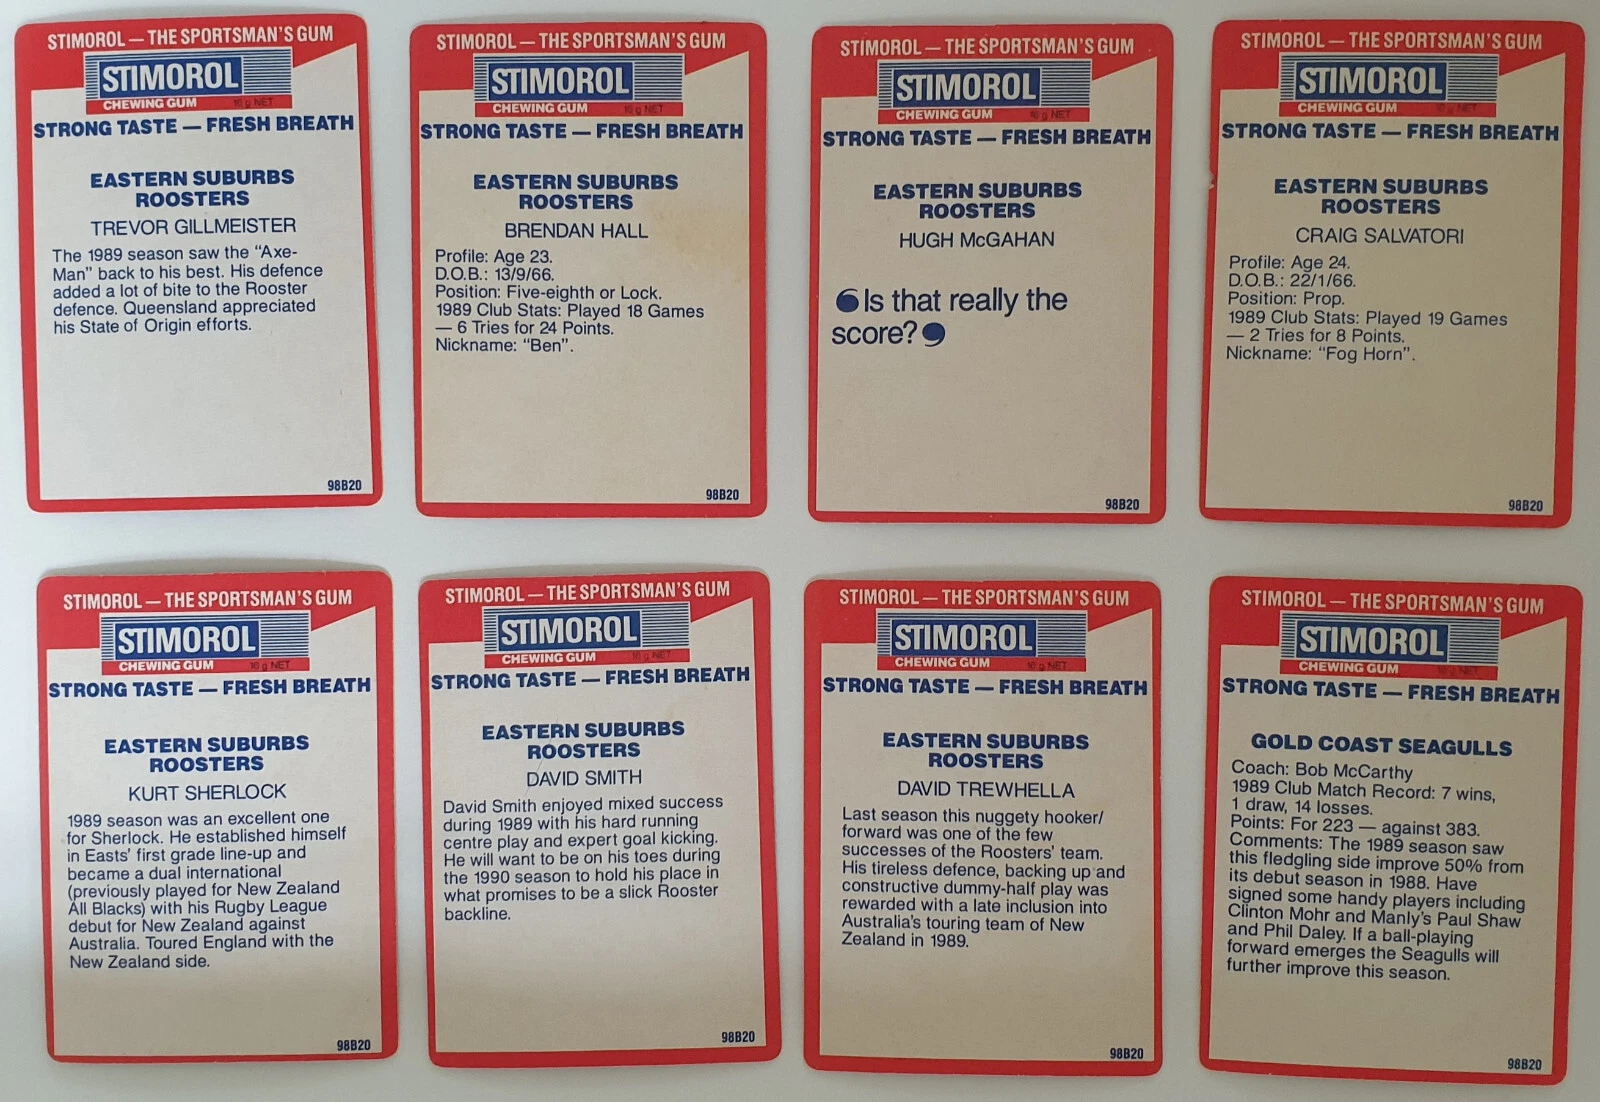 STIMOROL — THE SPORTSMAN'S GUM
STIMOROL
CHEWING GUM 16 g NET
STRONG TASTE — FRESH BREATH
EASTERN SUBURBS
ROOSTERS
TREVOR GILLMEISTER
The 1989 season saw the “Axe-
Man” back to his best. His defence
added a lot of bite to the Rooster
defence. Queensland appreciated
his State of Origin efforts.
98B20
STIMOROL — THE SPORTSMAN'S GUM
STIMOROL
CHEWING GUM 16 g NET
STRONG TASTE — FRESH BREATH
EASTERN SUBURBS
ROOSTERS
BRENDAN HALL
Profile: Age 23.
D.O.B.: 13/9/66.
Position: Five-eighth or Lock.
1989 Club Stats: Played 18 Games
— 6 Tries for 24 Points.
Nickname: “Ben”.
98B20
STIMOROL — THE SPORTSMAN'S GUM
STIMOROL
CHEWING GUM 16 g NET
STRONG TASTE — FRESH BREATH
EASTERN SUBURBS
ROOSTERS
HUGH McGAHAN
Is that really the
score?
98B20
STIMOROL — THE SPORTSMAN'S GUM
STIMOROL
CHEWING GUM 16 g NET
STRONG TASTE — FRESH BREATH
EASTERN SUBURBS
ROOSTERS
CRAIG SALVATORI
Profile: Age 24.
D.O.B.: 22/1/66.
Position: Prop.
1989 Club Stats: Played 19 Games
— 2 Tries for 8 Points.
Nickname: “Fog Horn”.
98B20
STIMOROL — THE SPORTSMAN'S GUM
STIMOROL
CHEWING GUM 16 g NET
STRONG TASTE — FRESH BREATH
EASTERN SUBURBS
ROOSTERS
KURT SHERLOCK
1989 season was an excellent one
for Sherlock. He established himself
in Easts' first grade line-up and
became a dual international
(previously played for New Zealand
All Blacks) with his Rugby League
debut for New Zealand against
Australia. Toured England with the
New Zealand side.
98B20
STIMOROL — THE SPORTSMAN'S GUM
STIMOROL
CHEWING GUM 16 g NET
STRONG TASTE — FRESH BREATH
EASTERN SUBURBS
ROOSTERS
DAVID SMITH
David Smith enjoyed mixed success
during 1989 with his hard running
centre play and expert goal kicking.
He will want to be on his toes during
the 1990 season to hold his place in
what promises to be a slick Rooster
backline.
98B20
STIMOROL — THE SPORTSMAN'S GUM
STIMOROL
CHEWING GUM 16 g NET
STRONG TASTE — FRESH BREATH
EASTERN SUBURBS
ROOSTERS
DAVID TREWHELLA
Last season this nuggety hooker/
forward was one of the few
successes of the Roosters' team.
His tireless defence, backing up and
constructive dummy-half play was
rewarded with a late inclusion into
Australia's touring team of New
Zealand in 1989.
98B20
STIMOROL — THE SPORTSMAN'S GUM
STIMOROL
CHEWING GUM 16 g NET
STRONG TASTE — FRESH BREATH
GOLD COAST SEAGULLS
Coach: Bob McCarthy
1989 Club Match Record: 7 wins,
1 draw, 14 losses.
Points: For 223 — against 383.
Comments: The 1989 season saw
this fledgling side improve 50% from
its debut season in 1988. Have
signed some handy players including
Clinton Mohr and Manly's Paul Shaw
and Phil Daley. If a ball-playing
forward emerges the Seagulls will
further improve this season.
98B20